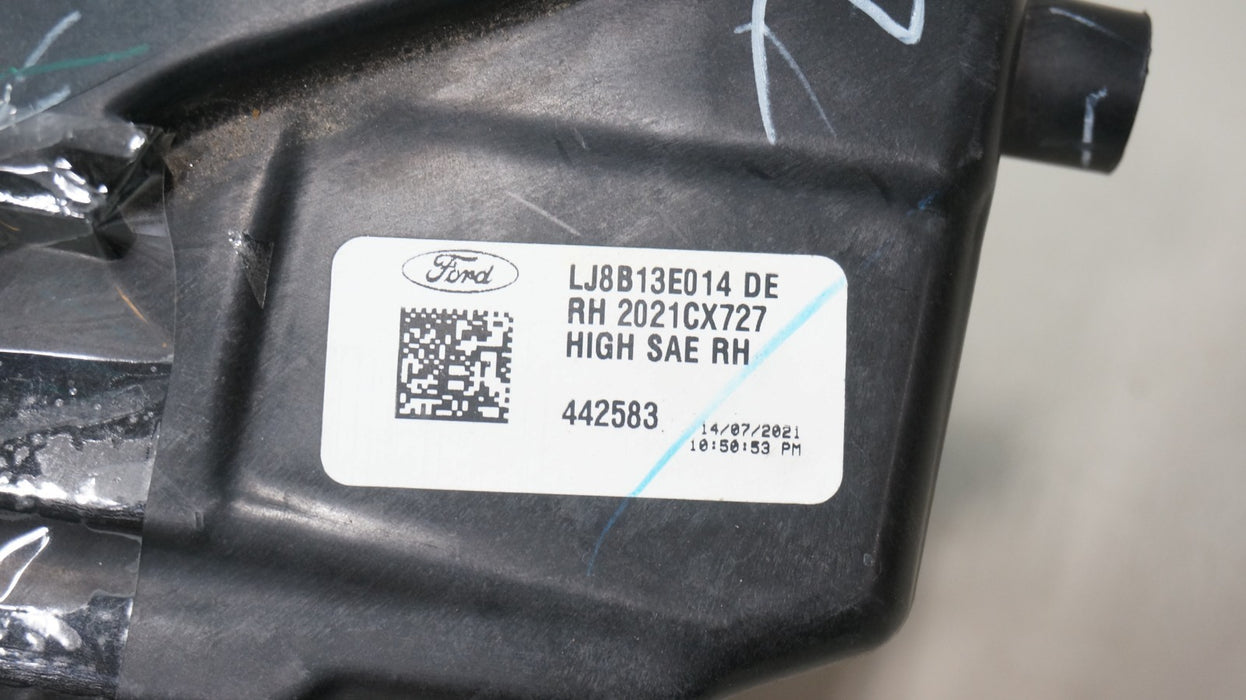 Ford
LJ8B13E014 DE
RH 2021CX727
HIGH SAE RH
442583
14/07/2021
10:50:53 PM